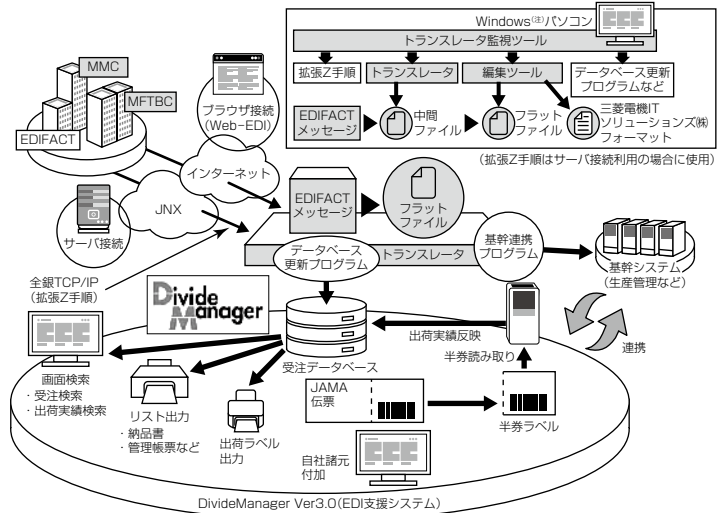 Windows(注)パソコン
トランスレータ監視ツール
拡張Z手順
トランスレータ
編集ツール
データベース更新
プログラムなど
EDIFACT
メッセージ
中間
ファイル
フラット
ファイル
三菱電機IT
ソリューションズ㈱
フォーマット
(拡張Z手順はサーバ接続利用の場合に使用)
MMC
MFTBC
EDIFACT
ブラウザ接続
(Web-EDI)
インターネット
JNX
サーバ接続
全銀TCP/IP
(拡張Z手順)
EDIFACT
メッセージ
フラット
ファイル
データベース
更新プログラム
トランスレータ
基幹連携
プログラム
基幹システム
(生産管理など)
連携
Divide
Manager
受注データベース
出荷実績反映
半券読み取り
画面検索
・受注検索
・出荷実績検索
リスト出力
・納品書
・管理帳票など
出荷ラベル
出力
JAMA
伝票
半券ラベル
自社諸元
付加
DivideManager Ver3.0(EDI支援システム)